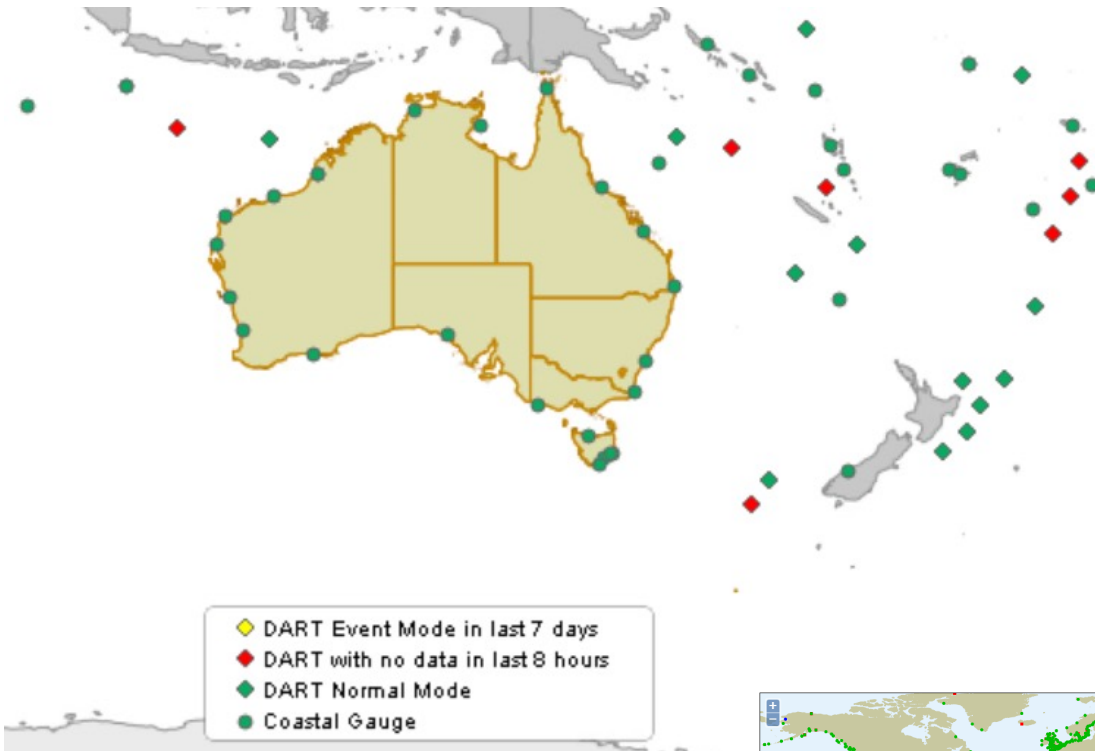 DART Event Mode in last 7 days
DART with no data in last 8 hours
DART Normal Mode
Coastal Gauge
+
−